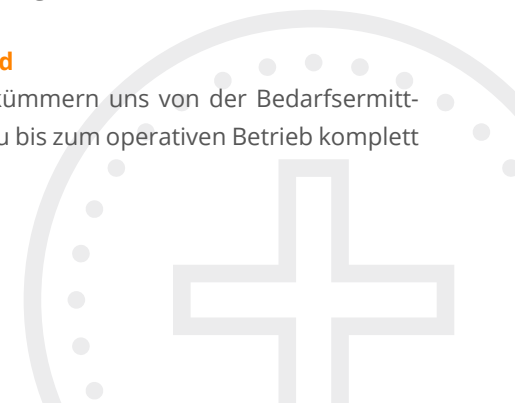 d
kümmern uns von der Bedarfsermitt-
u bis zum operativen Betrieb komplett